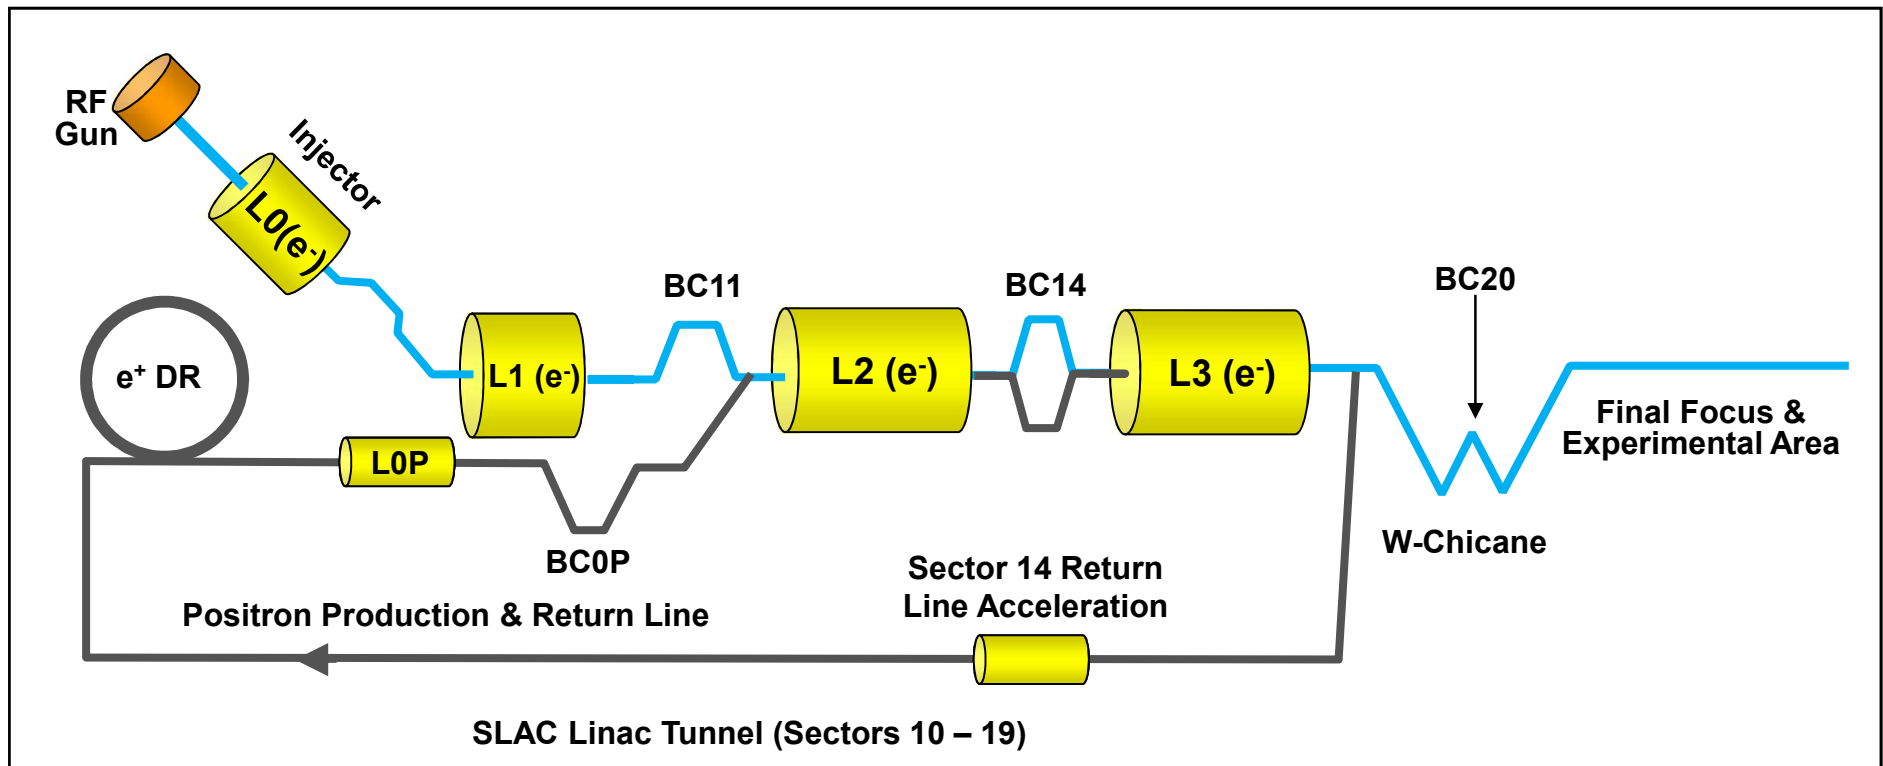 RF
Gun
Injector
L0(e-)
BC11
BC14
BC20
e+ DR
L1 (e-)
L2 (e-)
L3 (e-)
Final Focus &
Experimental Area
L0P
W-Chicane
BC0P
Sector 14 Return
Line Acceleration
Positron Production & Return Line
SLAC Linac Tunnel (Sectors 10 – 19)